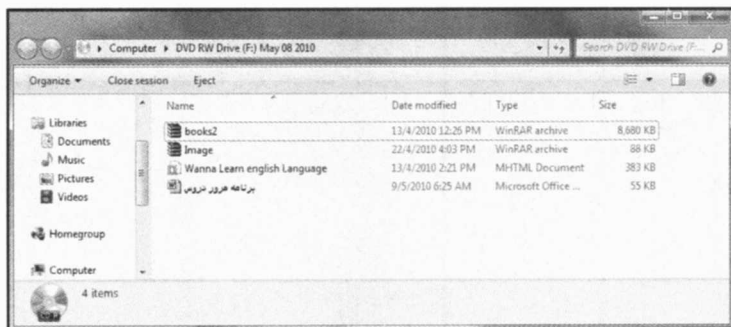 Computer ▸ DVD RW Drive (F:) May 08 2010
Search DVD RW Drive (F:...
Organize Close session Eject
Name Date modified Type Size
Libraries
Documents
Music
Pictures
Videos
Homegroup
Computer
books2 13/4/2010 12:26 PM WinRAR archive 8,680 KB
Image 22/4/2010 4:03 PM WinRAR archive 88 KB
Wanna Learn english Language 13/4/2010 2:21 PM MHTML Document 383 KB
برنامه مرور دروس 9/5/2010 6:25 AM Microsoft Office ... 55 KB
4 items